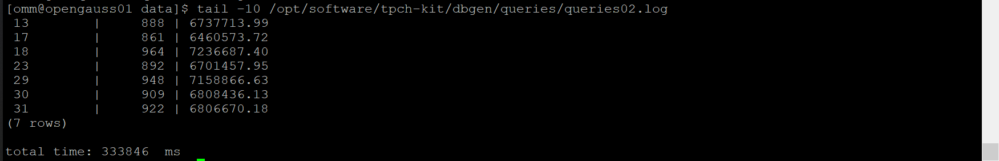 [omm@opengauss01 data]$ tail -10 /opt/software/tpch-kit/dbgen/queries/queries02.log
 13        |      888 | 6737713.99
 17        |      861 | 6460573.72
 18        |      964 | 7236687.40
 23        |      892 | 6701457.95
 29        |      948 | 7158866.63
 30        |      909 | 6808436.13
 31        |      922 | 6806670.18
(7 rows)

total time: 333846  ms